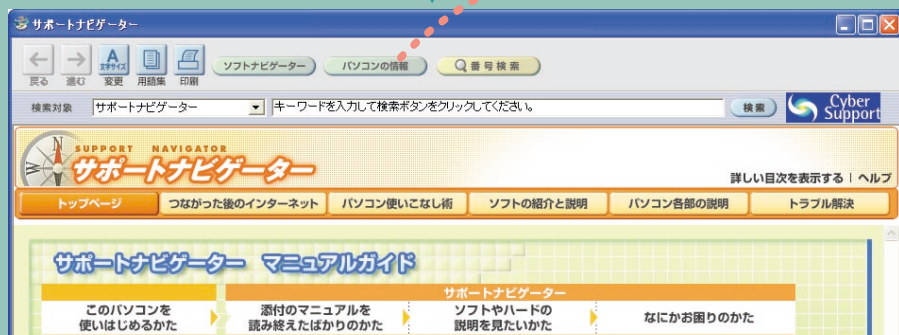 サポートナビゲーター
戻る 進む 文字サイズ 変更 用語集 印刷 ソフトナビゲーター パソコンの情報 番号検索
検索対象 サポートナビゲーター キーワードを入力して検索ボタンをクリックしてください。 検索 Cyber Support
SUPPORT NAVIGATOR
サポートナビゲーター
詳しい目次を表示する | ヘルプ
トップページ つながった後のインターネット パソコン使いこなし術 ソフトの紹介と説明 パソコン各部の説明 トラブル解決
サポートナビゲーター マニュアルガイド
サポートナビゲーター
このパソコンを 添付のマニュアルを ソフトやハードの なにかお困りのかた
使いはじめるかた 読み終えたばかりのかた 説明を見たいかた